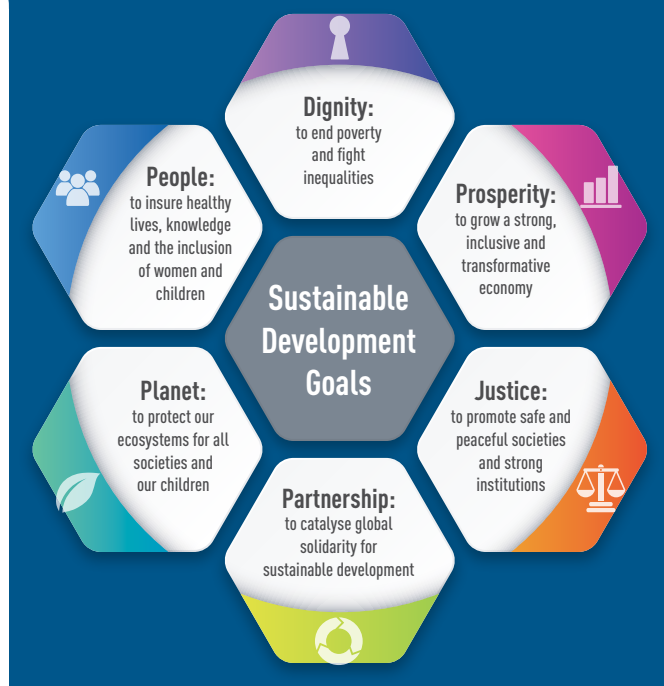 Dignity:
to end poverty
and fight
inequalities
People:
to insure healthy
lives, knowledge
and the inclusion
of women and
children
Prosperity:
to grow a strong,
inclusive and
transformative
economy
Sustainable
Development
Goals
Planet:
to protect our
ecosystems for all
societies and
our children
Justice:
to promote safe and
peaceful societies
and strong
institutions
Partnership:
to catalyse global
solidarity for
sustainable development